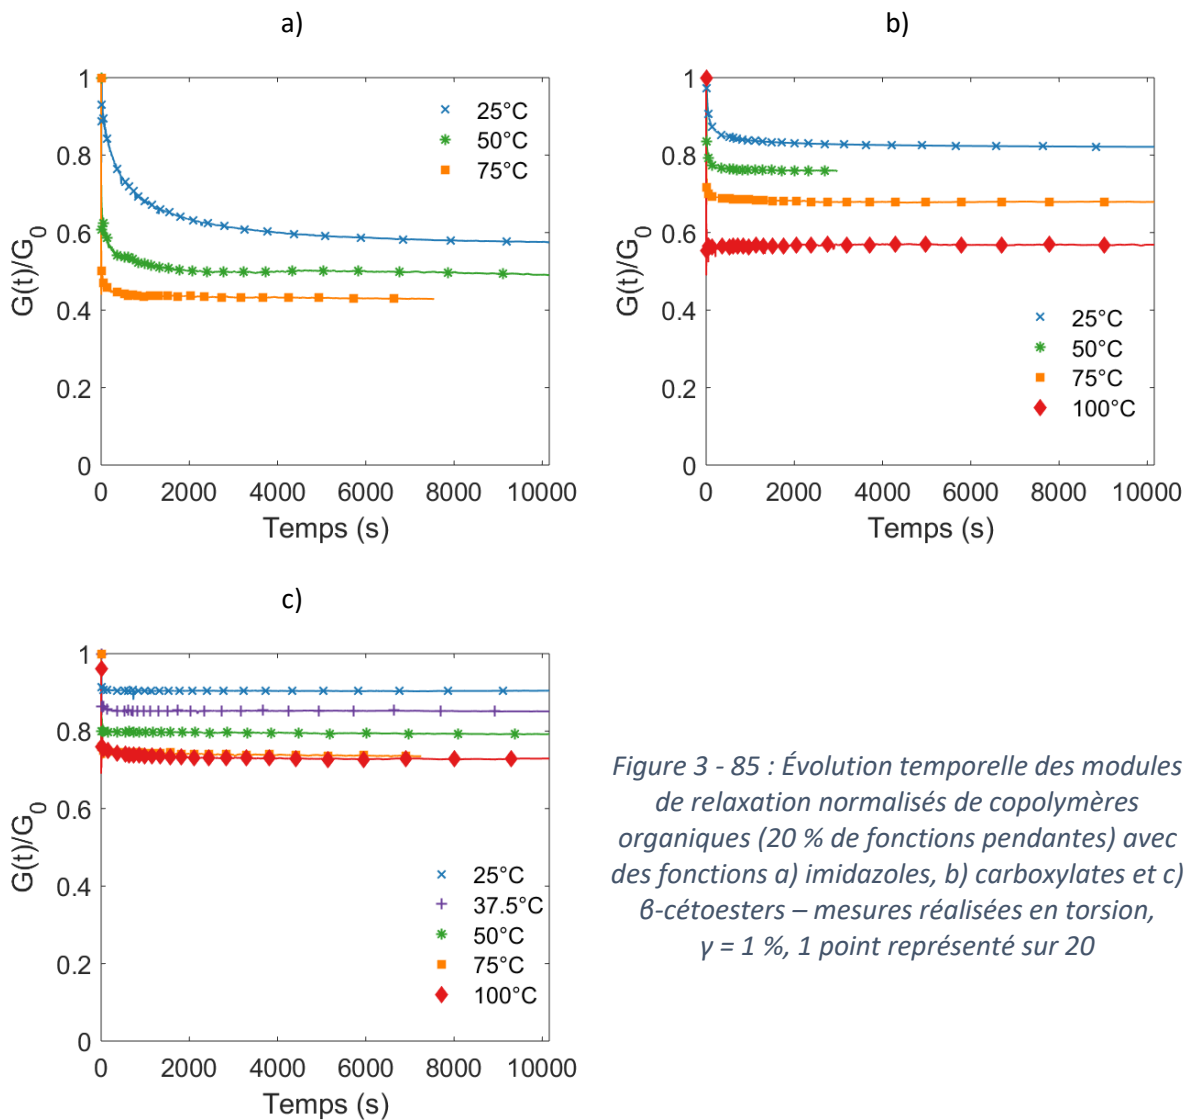 a)
1
0.8
0.6
0.4
0.2
0
G(t)/G0
25°C
50°C
75°C
0 2000 4000 6000 8000 10000
Temps (s)
b)
1
0.8
0.6
0.4
0.2
0
G(t)/G0
25°C
50°C
75°C
100°C
0 2000 4000 6000 8000 10000
Temps (s)
c)
1
0.8
0.6
0.4
0.2
0
G(t)/G0
25°C
37.5°C
50°C
75°C
100°C
0 2000 4000 6000 8000 10000
Temps (s)
Figure 3 - 85 : Évolution temporelle des modules
de relaxation normalisés de copolymères
organiques (20 % de fonctions pendantes) avec
des fonctions a) imidazoles, b) carboxylates et c)
β-cétoesters – mesures réalisées en torsion,
γ = 1 %, 1 point représenté sur 20